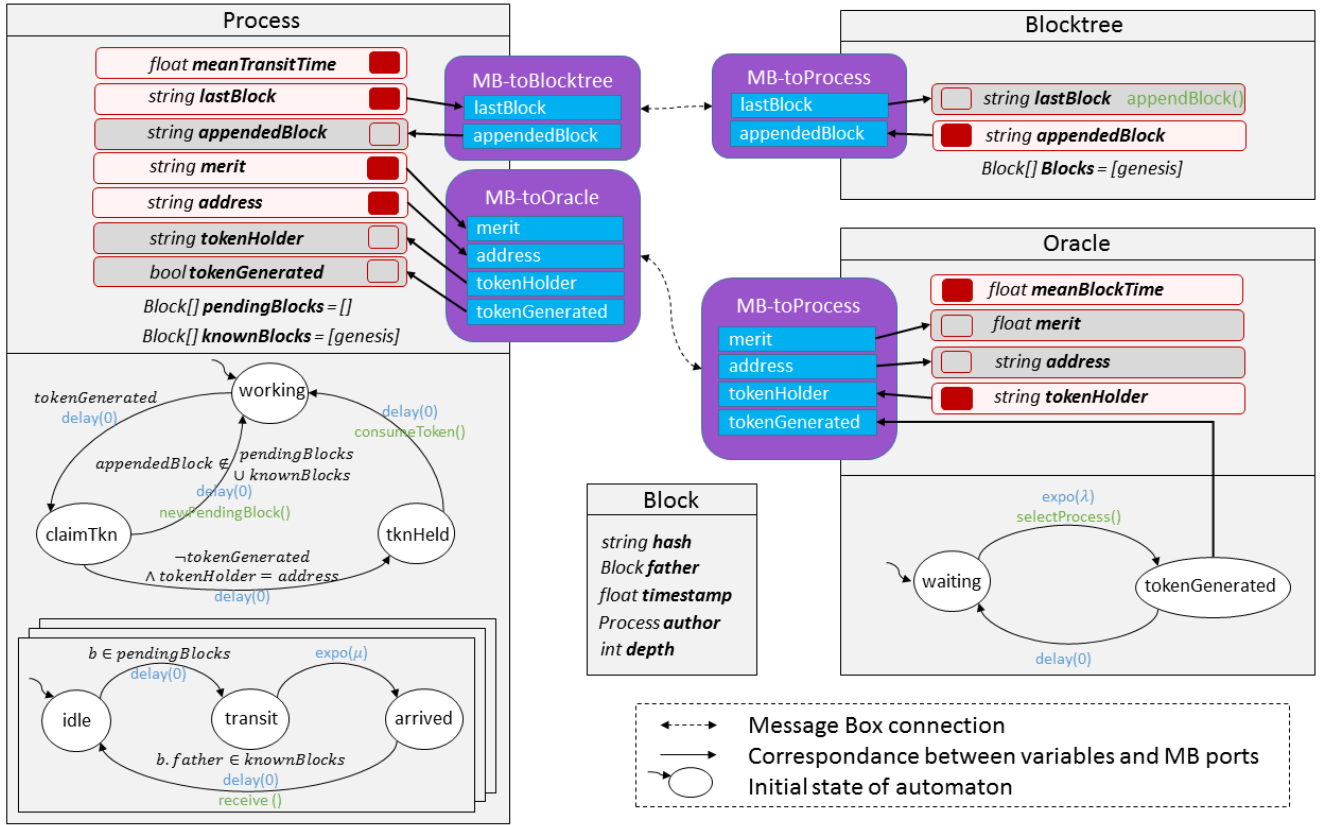 Process
float meanTransitTime
string lastBlock
string appendedBlock
string merit
string address
string tokenHolder
bool tokenGenerated
Block[] pendingBlocks = []
Block[] knownBlocks = [genesis]
MB-toBlocktree
lastBlock
appendedBlock
MB-toOracle
merit
address
tokenHolder
tokenGenerated
working
tokenGenerated
delay(0)
delay(0)
consumeToken()
appendedBlock ∉ pendingBlocks
∪ knownBlocks
delay(0)
newPendingBlock()
claimTkn
tknHeld
¬tokenGenerated
∧ tokenHolder = address
delay(0)
b ∈ pendingBlocks
delay(0)
expo(μ)
idle
transit
arrived
b. father ∈ knownBlocks
delay(0)
receive ()
Blocktree
MB-toProcess
lastBlock
appendedBlock
string lastBlock appendBlock()
string appendedBlock
Block[] Blocks = [genesis]
Oracle
MB-toProcess
merit
address
tokenHolder
tokenGenerated
float meanBlockTime
float merit
string address
string tokenHolder
expo(λ)
selectProcess()
waiting
tokenGenerated
delay(0)
Block
string hash
Block father
float timestamp
Process author
int depth
Message Box connection
Correspondance between variables and MB ports
Initial state of automaton